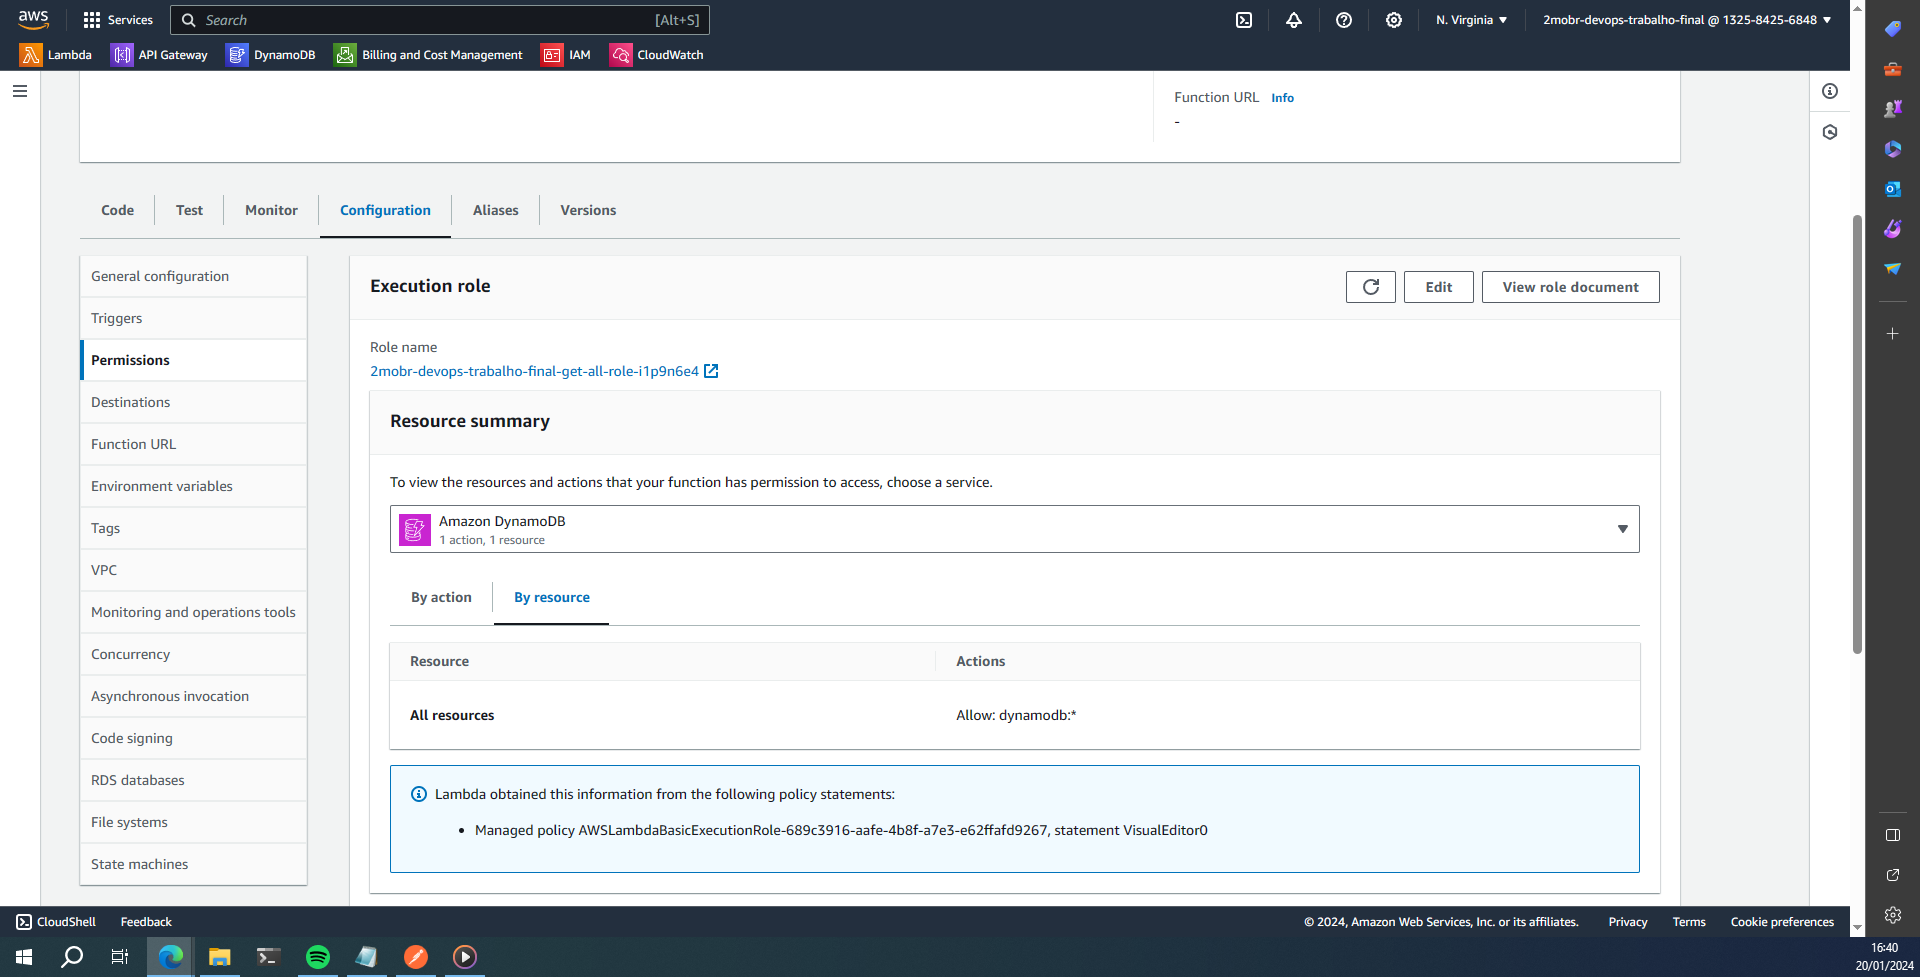 aws
Services
Search [Alt+S]
N. Virginia
2mobr-devops-trabalho-final @ 1325-8425-6848
Lambda
API Gateway
DynamoDB
Billing and Cost Management
IAM
CloudWatch
Function URL Info
-
Code
Test
Monitor
Configuration
Aliases
Versions
General configuration
Triggers
Permissions
Destinations
Function URL
Environment variables
Tags
VPC
Monitoring and operations tools
Concurrency
Asynchronous invocation
Code signing
RDS databases
File systems
State machines
Execution role
Edit
View role document
Role name
2mobr-devops-trabalho-final-get-all-role-i1p9n6e4
Resource summary
To view the resources and actions that your function has permission to access, choose a service.
Amazon DynamoDB
1 action, 1 resource
By action
By resource
Resource
Actions
All resources
Allow: dynamodb:*
Lambda obtained this information from the following policy statements:
• Managed policy AWSLambdaBasicExecutionRole-689c3916-aafe-4b8f-a7e3-e62ffafd9267, statement VisualEditor0
CloudShell
Feedback
© 2024, Amazon Web Services, Inc. or its affiliates.
Privacy
Terms
Cookie preferences
16:40
20/01/2024